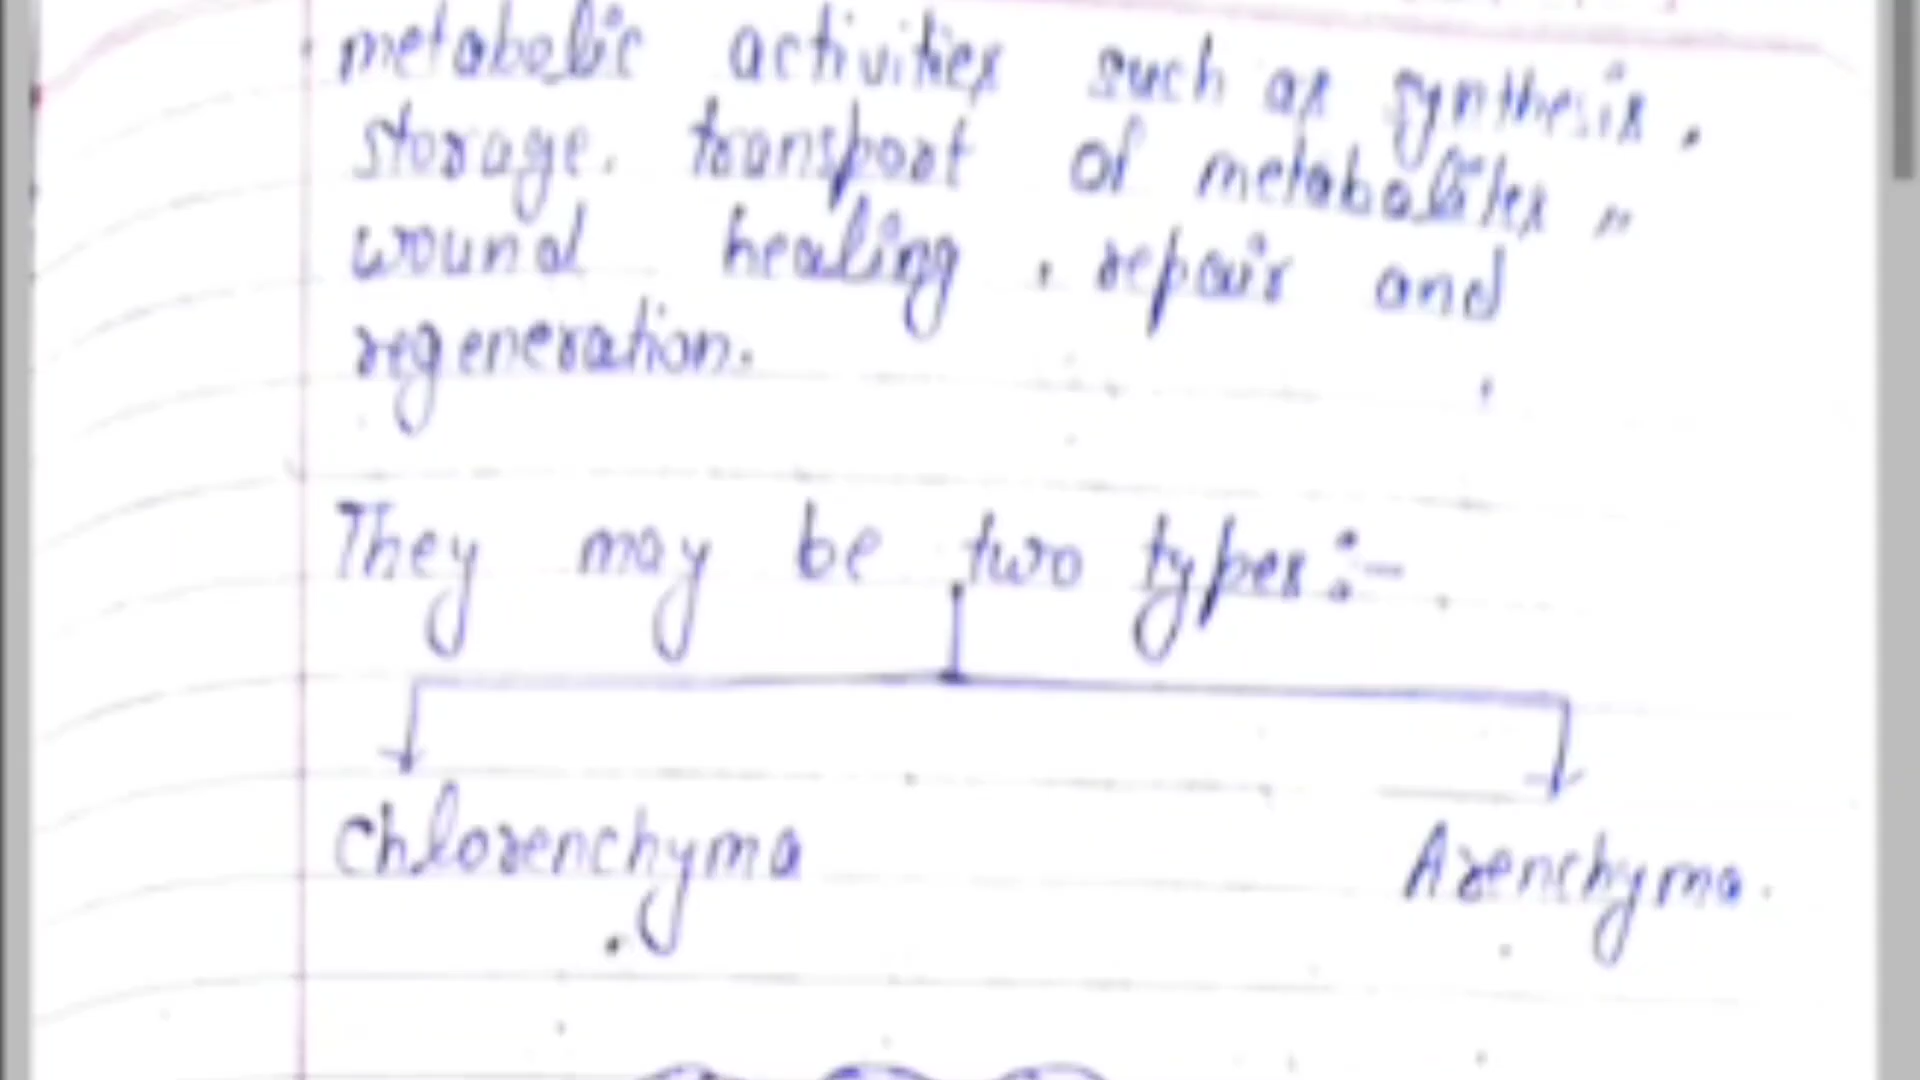 metabolic activities such as synthesis.
storage. transport of metabolites "
wound healing , repair and
regeneration.
They may be two types:-
Chlorenchyma Arenchyma.